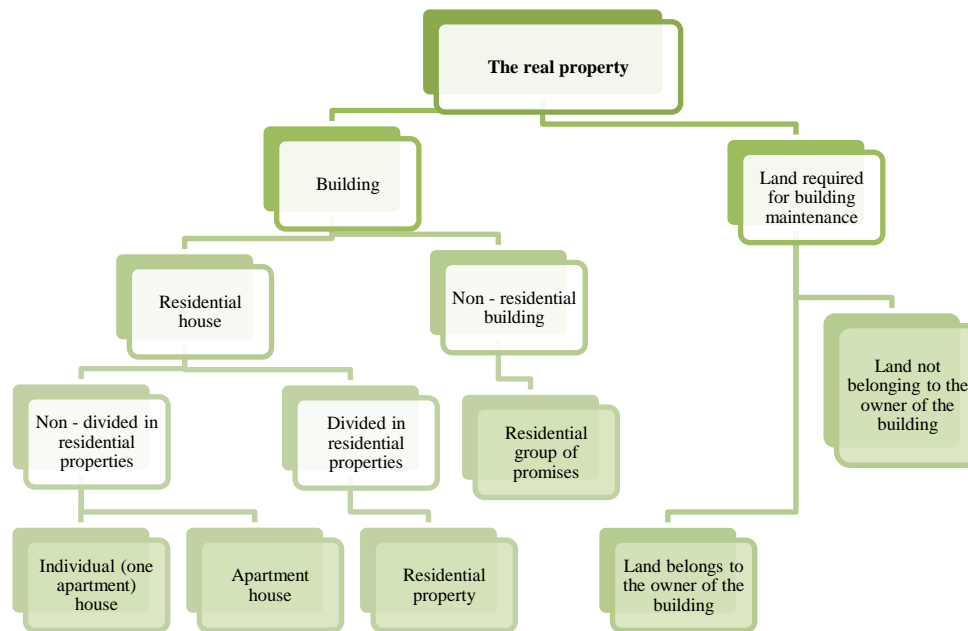 The real property
Building
Land required
for building
maintenance
Residential
house
Non - residential
building
Land not
belonging to the
owner of the
building
Non - divided in
residential
properties
Divided in
residential
properties
Residential
group of
promises
Individual (one
apartment)
house
Apartment
house
Residential
property
Land belongs to
the owner of the
building